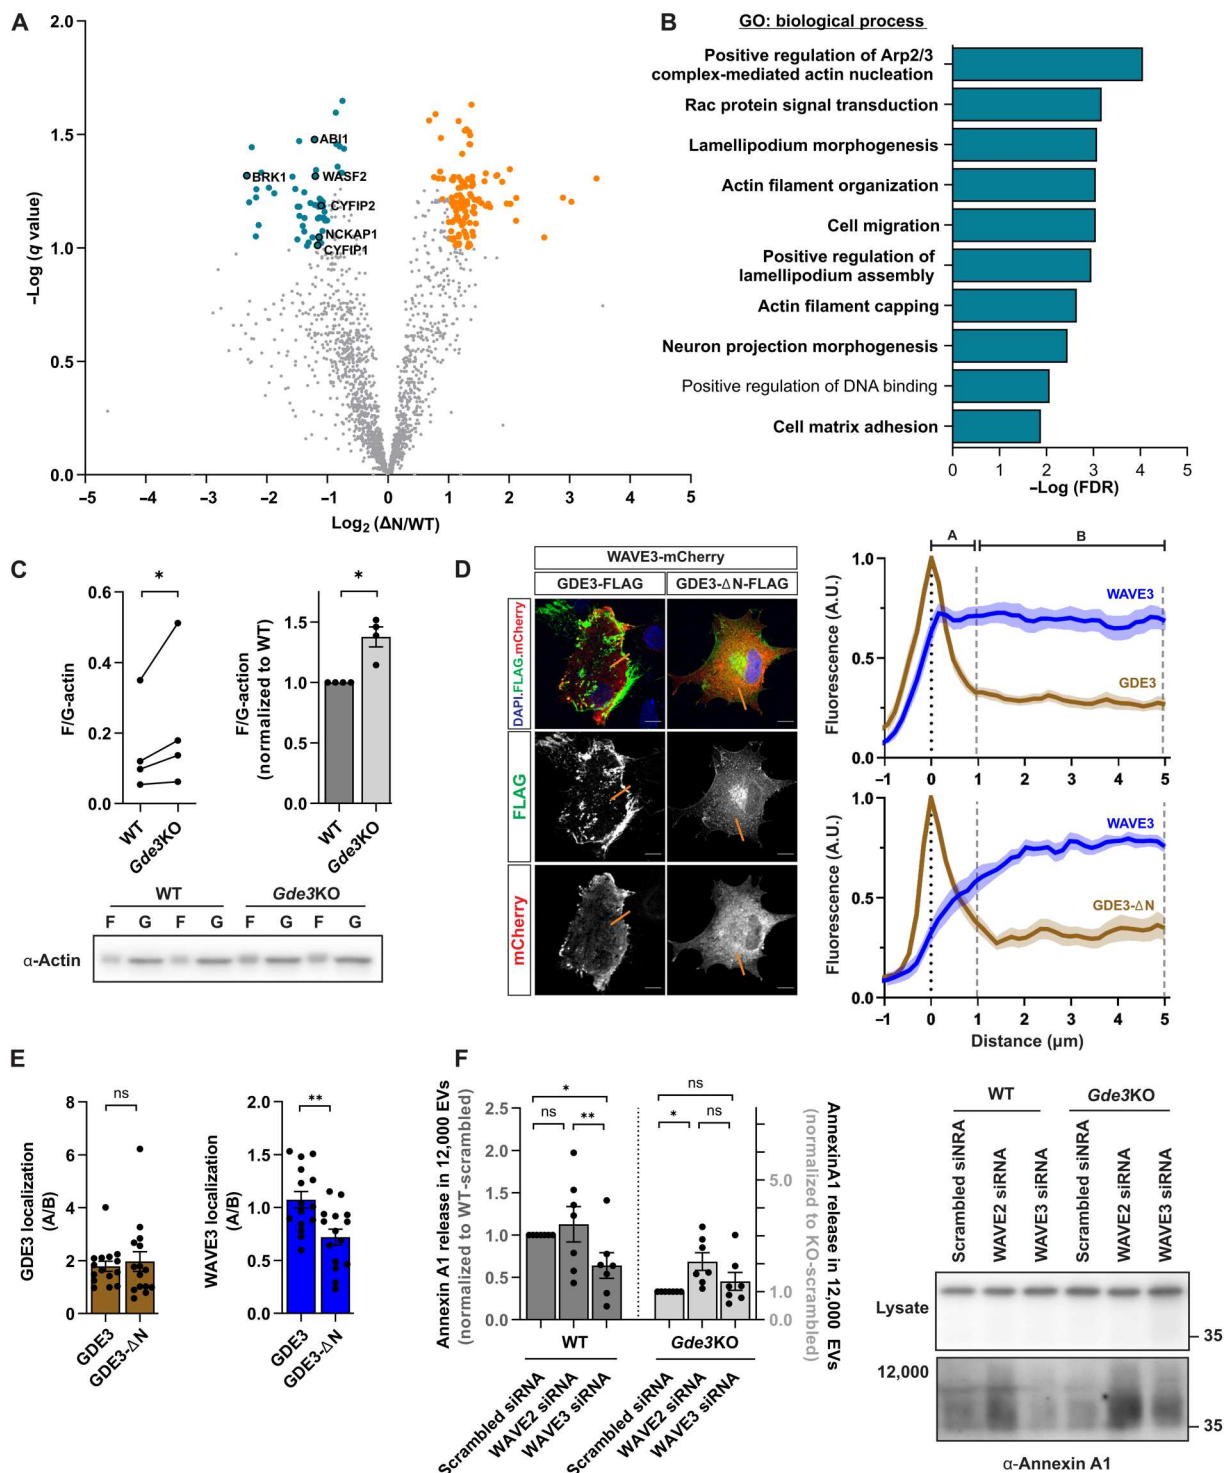 A
2.0
1.5
1.0
0.5
0.0
–Log (q value)
ABI1
BRK1
WASF2
CYFIP2
NCKAP1
CYFIP1
–5
–4
–3
–2
–1
0
1
2
3
4
5
Log2 (ΔN/WT)
B
GO: biological process
Positive regulation of Arp2/3
complex-mediated actin nucleation
Rac protein signal transduction
Lamellipodium morphogenesis
Actin filament organization
Cell migration
Positive regulation of
lamellipodium assembly
Actin filament capping
Neuron projection morphogenesis
Positive regulation of DNA binding
Cell matrix adhesion
0
1
2
3
4
5
–Log (FDR)
C
F/G-actin
0.6
0.4
0.2
0.0
*
WT
Gde3KO
F/G-action
(normalized to WT)
1.5
1.0
0.5
0.0
*
WT
Gde3KO
WT
Gde3KO
F G F G F G F G
α-Actin
D
WAVE3-mCherry
GDE3-FLAG
GDE3-ΔN-FLAG
DAPI.FLAG.mCherry
FLAG
mCherry
A
B
Fluorescence (A.U.)
1.0
0.5
0.0
WAVE3
GDE3
–1
0
1
2
3
4
5
Fluorescence (A.U.)
1.0
0.5
0.0
WAVE3
GDE3-ΔN
–1
0
1
2
3
4
5
Distance (μm)
E
GDE3 localization
(A/B)
8
6
4
2
0
ns
GDE3
GDE3-ΔN
WAVE3 localization
(A/B)
2.0
1.5
1.0
0.5
0.0
**
GDE3
GDE3-ΔN
F
Annexin A1 release in 12,000 EVs
(normalized to WT-scrambled)
2.5
2.0
1.5
1.0
0.5
0.0
*
ns
**
ns
*
ns
5.0
1.0
0.0
AnnexinA1 release in 12,000 EVs
(normalized to KO-scrambled)
WT
Gde3KO
Scrambled siRNA
WAVE2 siRNA
WAVE3 siRNA
Scrambled siRNA
WAVE2 siRNA
WAVE3 siRNA
WT
Gde3KO
Scrambled siNRA
WAVE2 siNRA
WAVE3 siNRA
Scrambled siNRA
WAVE2 siNRA
WAVE3 siNRA
Lysate
35
12,000
35
α-Annexin A1